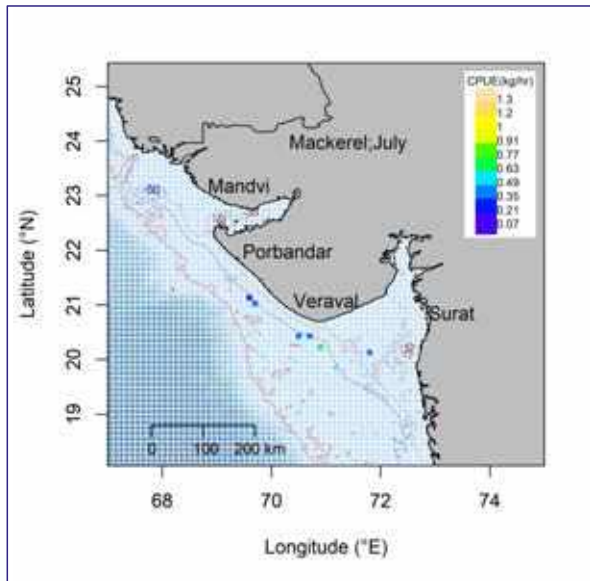 CPUE(kg/hr)
1.3
1.2
1
0.91
0.77
0.63
0.49
0.35
0.21
0.07
Mackerel;July
Mandvi
Porbandar
Veraval
Surat
0 100 200 km
25
24
23
22
21
20
19
Latitude (°N)
68 70 72 74
Longitude (°E)